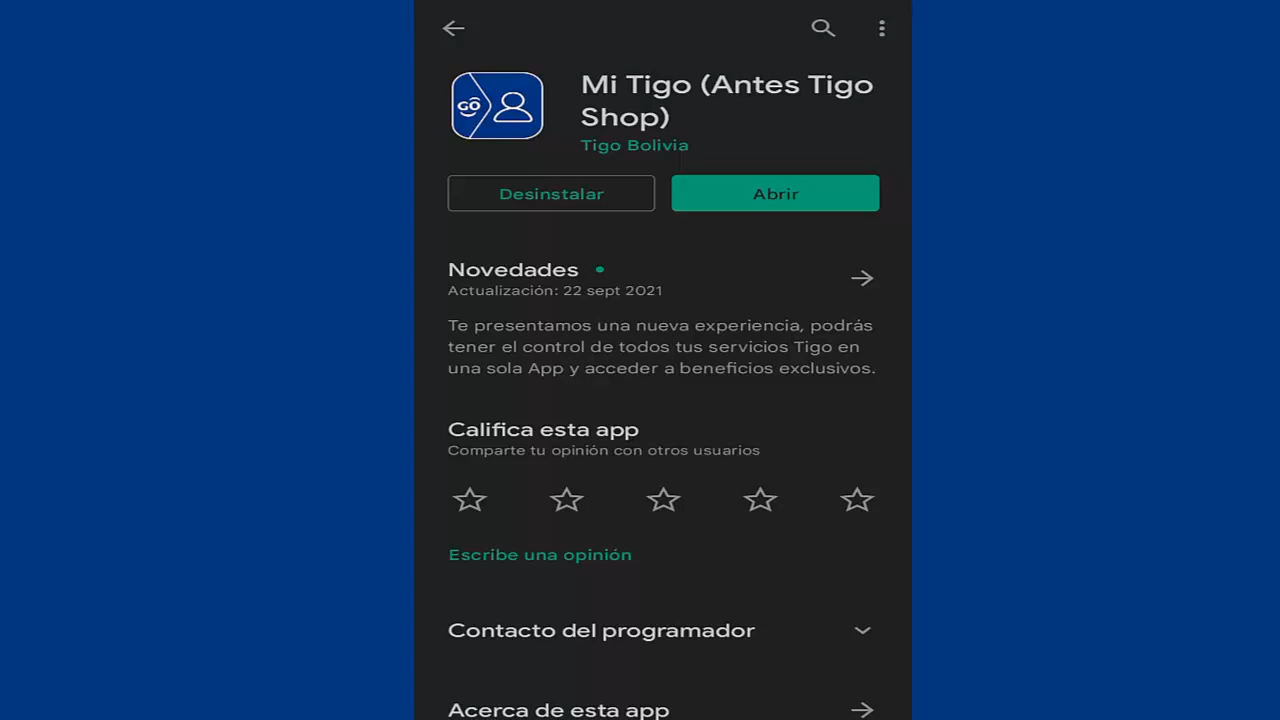 Mi Tigo (Antes Tigo
Shop)
Tigo Bolivia
Desinstalar
Abrir
Novedades
Actualización: 22 sept 2021
Te presentamos una nueva experiencia, podrás
tener el control de todos tus servicios Tigo en
una sola App y acceder a beneficios exclusivos.
Califica esta app
Comparte tu opinión con otros usuarios
Escribe una opinión
Contacto del programador
Acerca de esta app